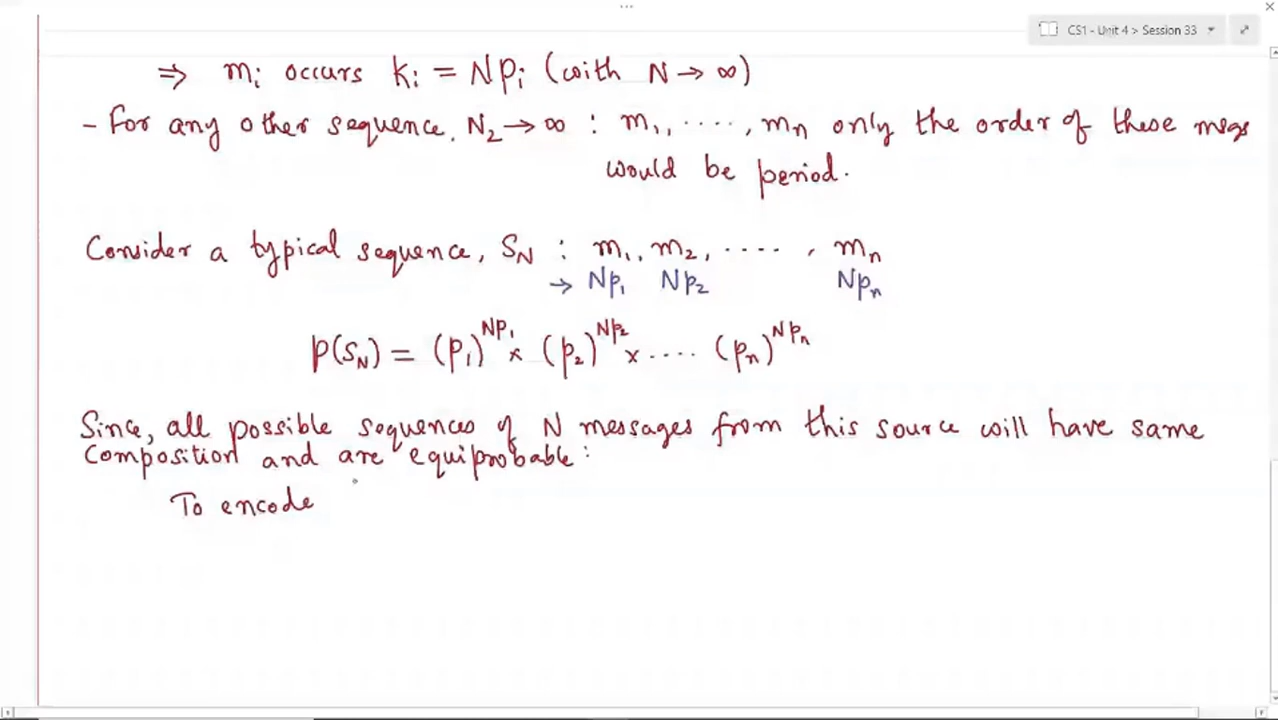 CS1 - Unit 4 > Session 33
⇒ mᵢ occurs Kᵢ = Npᵢ (with N → ∞)
- For any other sequence, N₂ → ∞ : m₁, ...., mₙ only the order of these msgs
would be period.
Consider a typical sequence, S_N : m₁, m₂, ...., mₙ
→ Np₁ Np₂ Npₙ
P(S_N) = (p₁)^Np₁ × (p₂)^Np₂ × .... (pₙ)^Npₙ
Since, all possible sequences of N messages from this source will have same
composition and are equiprobable :
To encode